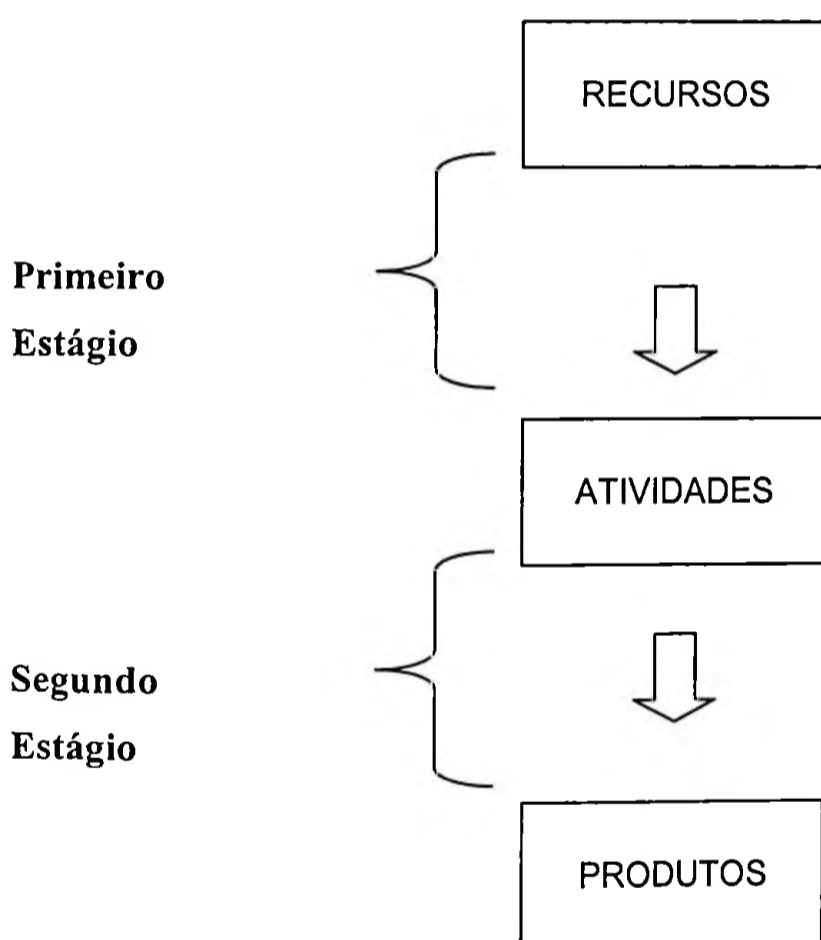 RECURSOS
Primeiro
Estágio
ATIVIDADES
Segundo
Estágio
PRODUTOS